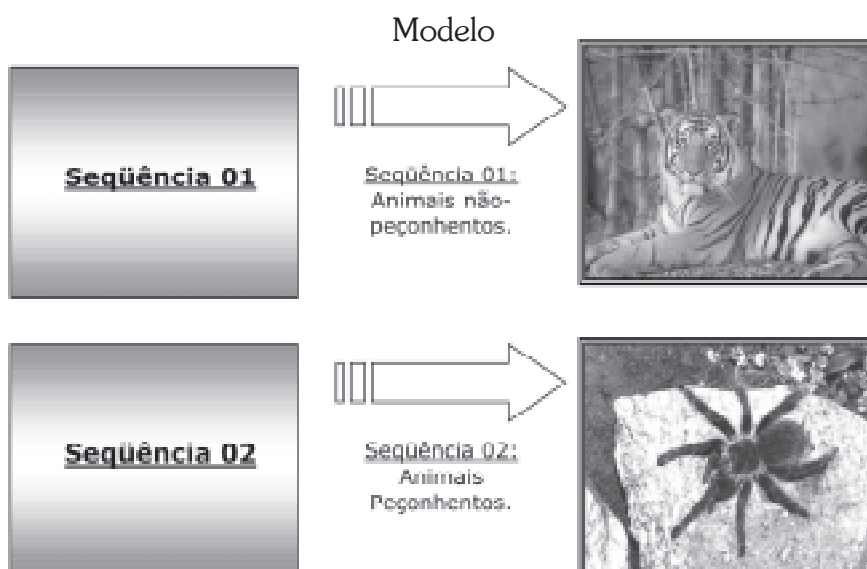 Modelo
Seqüência 01
Seqüência 01:
Animais não-
peçonhentos.
Seqüência 02
Seqüência 02:
Animais
Peçonhentos.